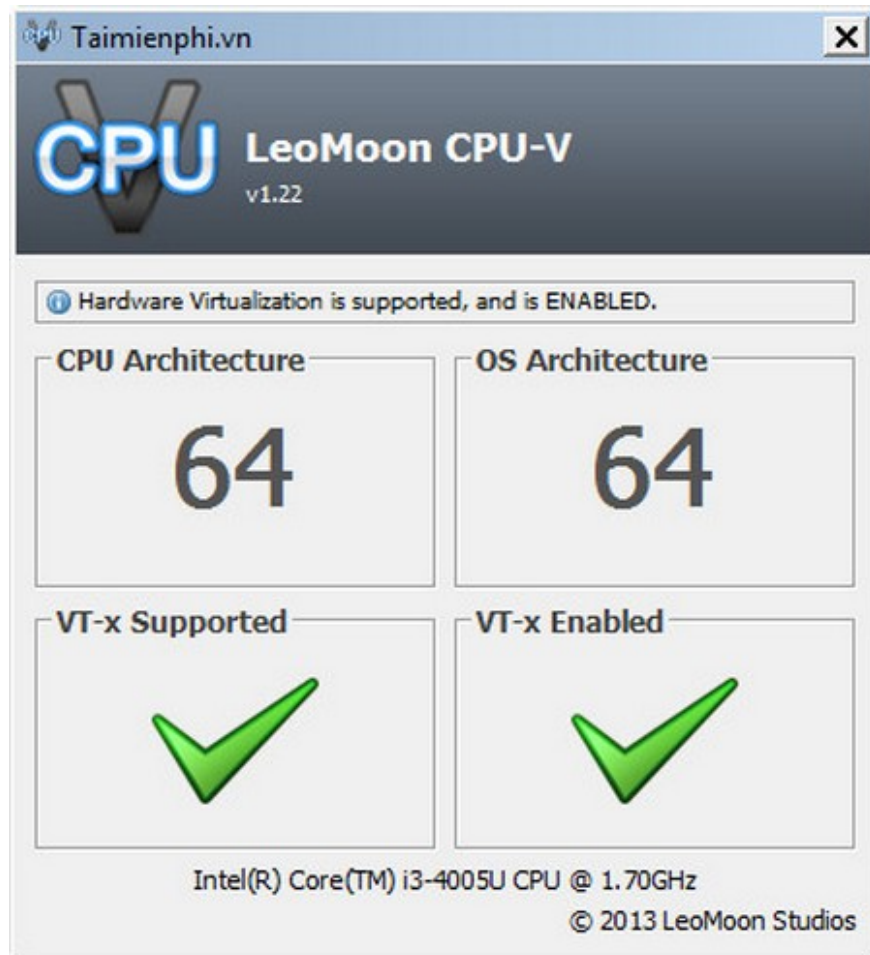 Taimienphi.vn
CPU
LeoMoon CPU-V
v1.22
Hardware Virtualization is supported, and is ENABLED.
CPU Architecture
OS Architecture
64
64
VT-x Supported
VT-x Enabled
Intel(R) Core(TM) i3-4005U CPU @ 1.70GHz
© 2013 LeoMoon Studios